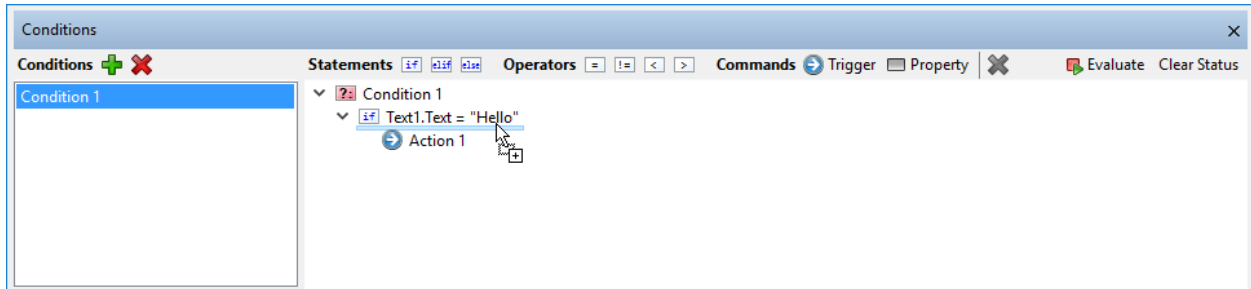 Conditions
Conditions Statements if elif else Operators = != < > Commands Trigger Property Evaluate Clear Status
Condition 1 ?: Condition 1
if Text1.Text = "Hello"
Action 1